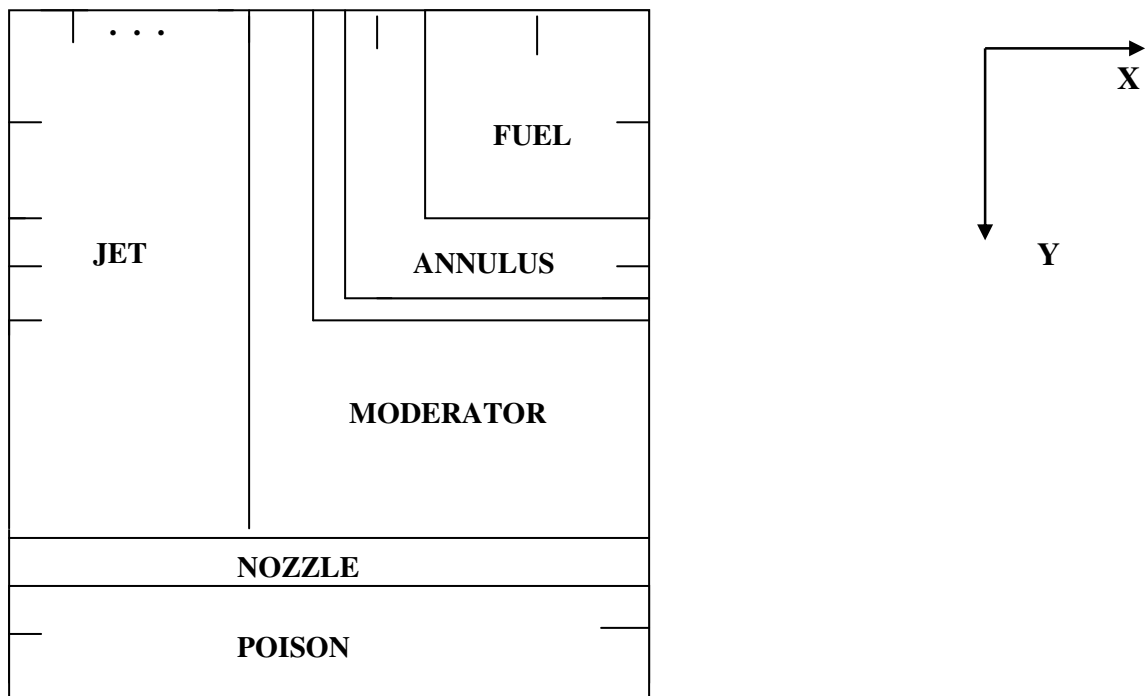 . . .
X
FUEL
JET
ANNULUS
Y
MODERATOR
NOZZLE
POISON